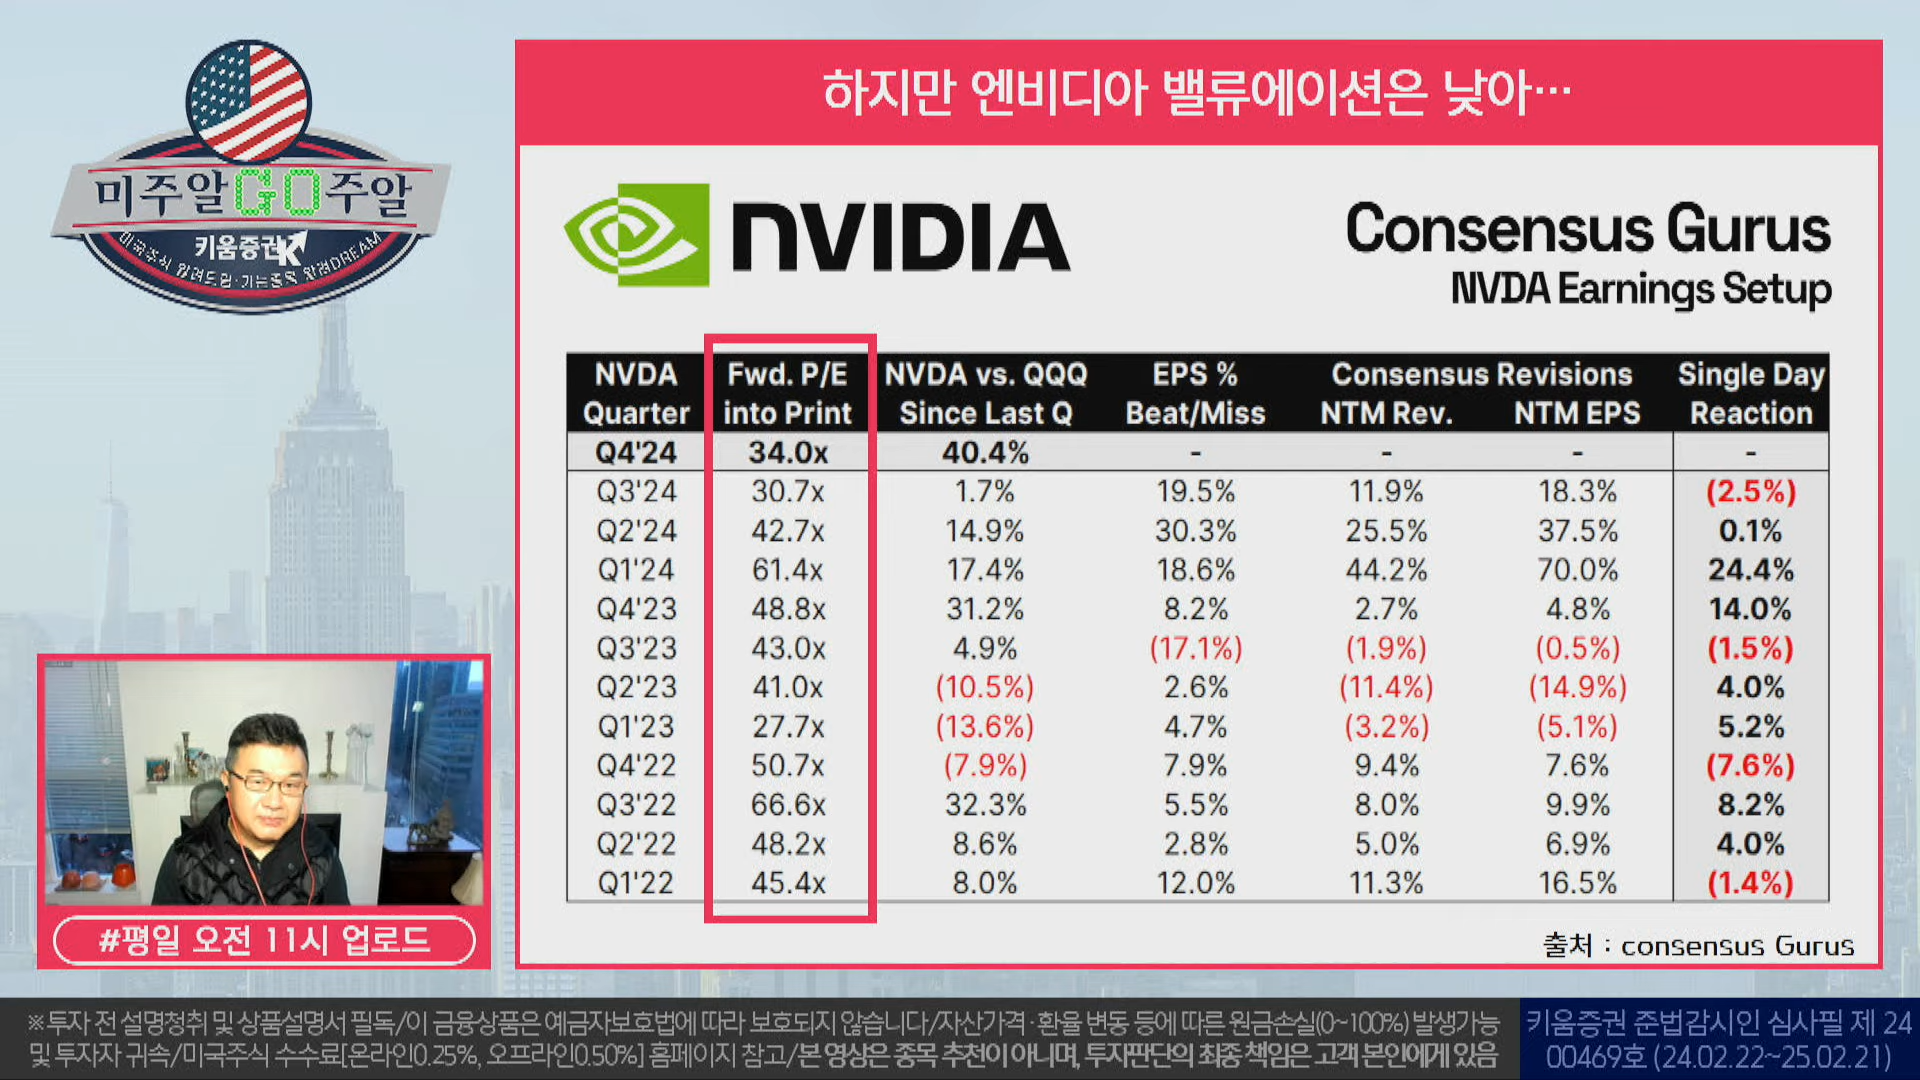 미주알GO주알
키움증권
미국주식 알려드림·가는종목 환경DREAM
#평일 오전 11시 업로드
하지만 엔비디아 밸류에이션은 낮아…
NVIDIA
Consensus Gurus
NVDA Earnings Setup
NVDA Quarter Fwd. P/E into Print NVDA vs. QQQ Since Last Q EPS % Beat/Miss Consensus Revisions NTM Rev. NTM EPS Single Day Reaction
Q4'24 34.0x 40.4% - - - -
Q3'24 30.7x 1.7% 19.5% 11.9% 18.3% (2.5%)
Q2'24 42.7x 14.9% 30.3% 25.5% 37.5% 0.1%
Q1'24 61.4x 17.4% 18.6% 44.2% 70.0% 24.4%
Q4'23 48.8x 31.2% 8.2% 2.7% 4.8% 14.0%
Q3'23 43.0x 4.9% (17.1%) (1.9%) (0.5%) (1.5%)
Q2'23 41.0x (10.5%) 2.6% (11.4%) (14.9%) 4.0%
Q1'23 27.7x (13.6%) 4.7% (3.2%) (5.1%) 5.2%
Q4'22 50.7x (7.9%) 7.9% 9.4% 7.6% (7.6%)
Q3'22 66.6x 32.3% 5.5% 8.0% 9.9% 8.2%
Q2'22 48.2x 8.6% 2.8% 5.0% 6.9% 4.0%
Q1'22 45.4x 8.0% 12.0% 11.3% 16.5% (1.4%)
출처 : consensus Gurus
※투자 전 설명청취 및 상품설명서 필독/이 금융상품은 예금자보호법에 따라 보호되지 않습니다/자산가격·환율 변동 등에 따른 원금손실(0~100%) 발생가능
및 투자자 귀속/미국주식 수수료[온라인0.25%, 오프라인0.50%] 홈페이지 참고/본 영상은 종목 추천이 아니며, 투자판단의 최종 책임은 고객 본인에게 있음
키움증권 준법감시인 심사필 제 24
00469호 (24.02.22~25.02.21)